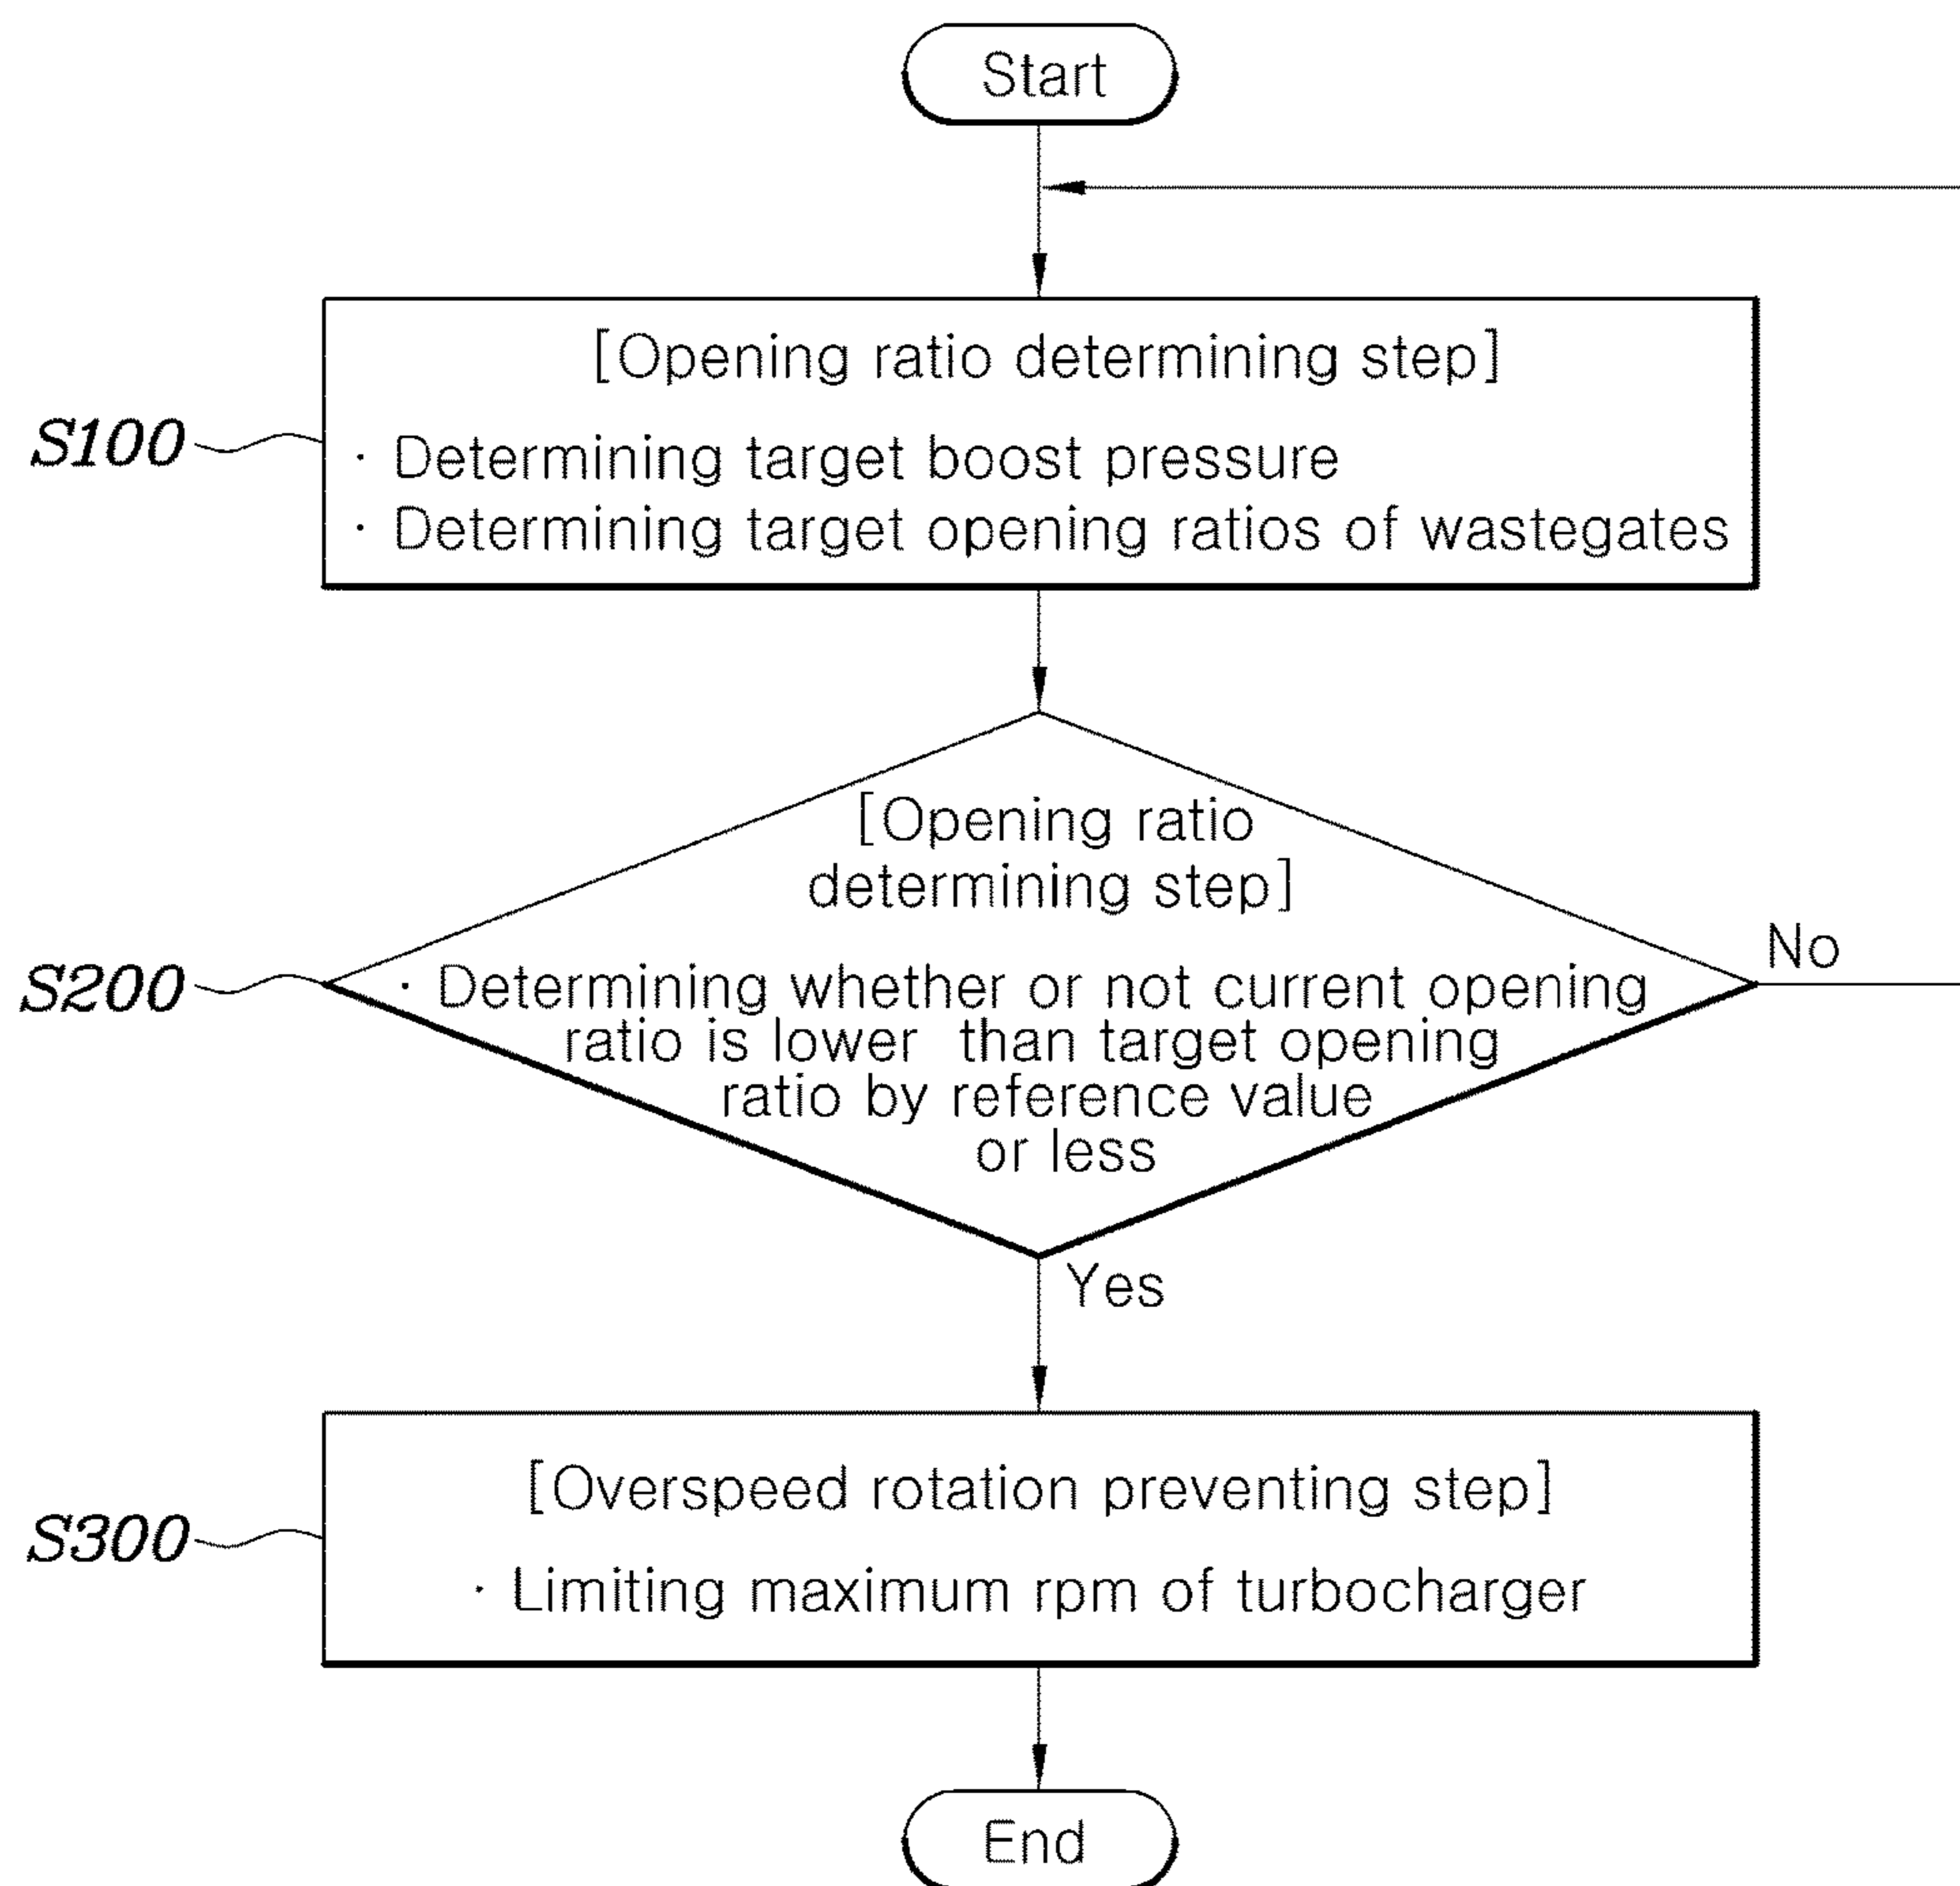 Start
[Opening ratio determining step]
S100
· Determining target boost pressure
· Determining target opening ratios of wastegates
[Opening ratio
determining step]
No
S200
· Determining whether or not current opening
ratio is lower than target opening
ratio by reference value
or less
Yes
[Overspeed rotation preventing step]
S300
· Limiting maximum rpm of turbocharger
End